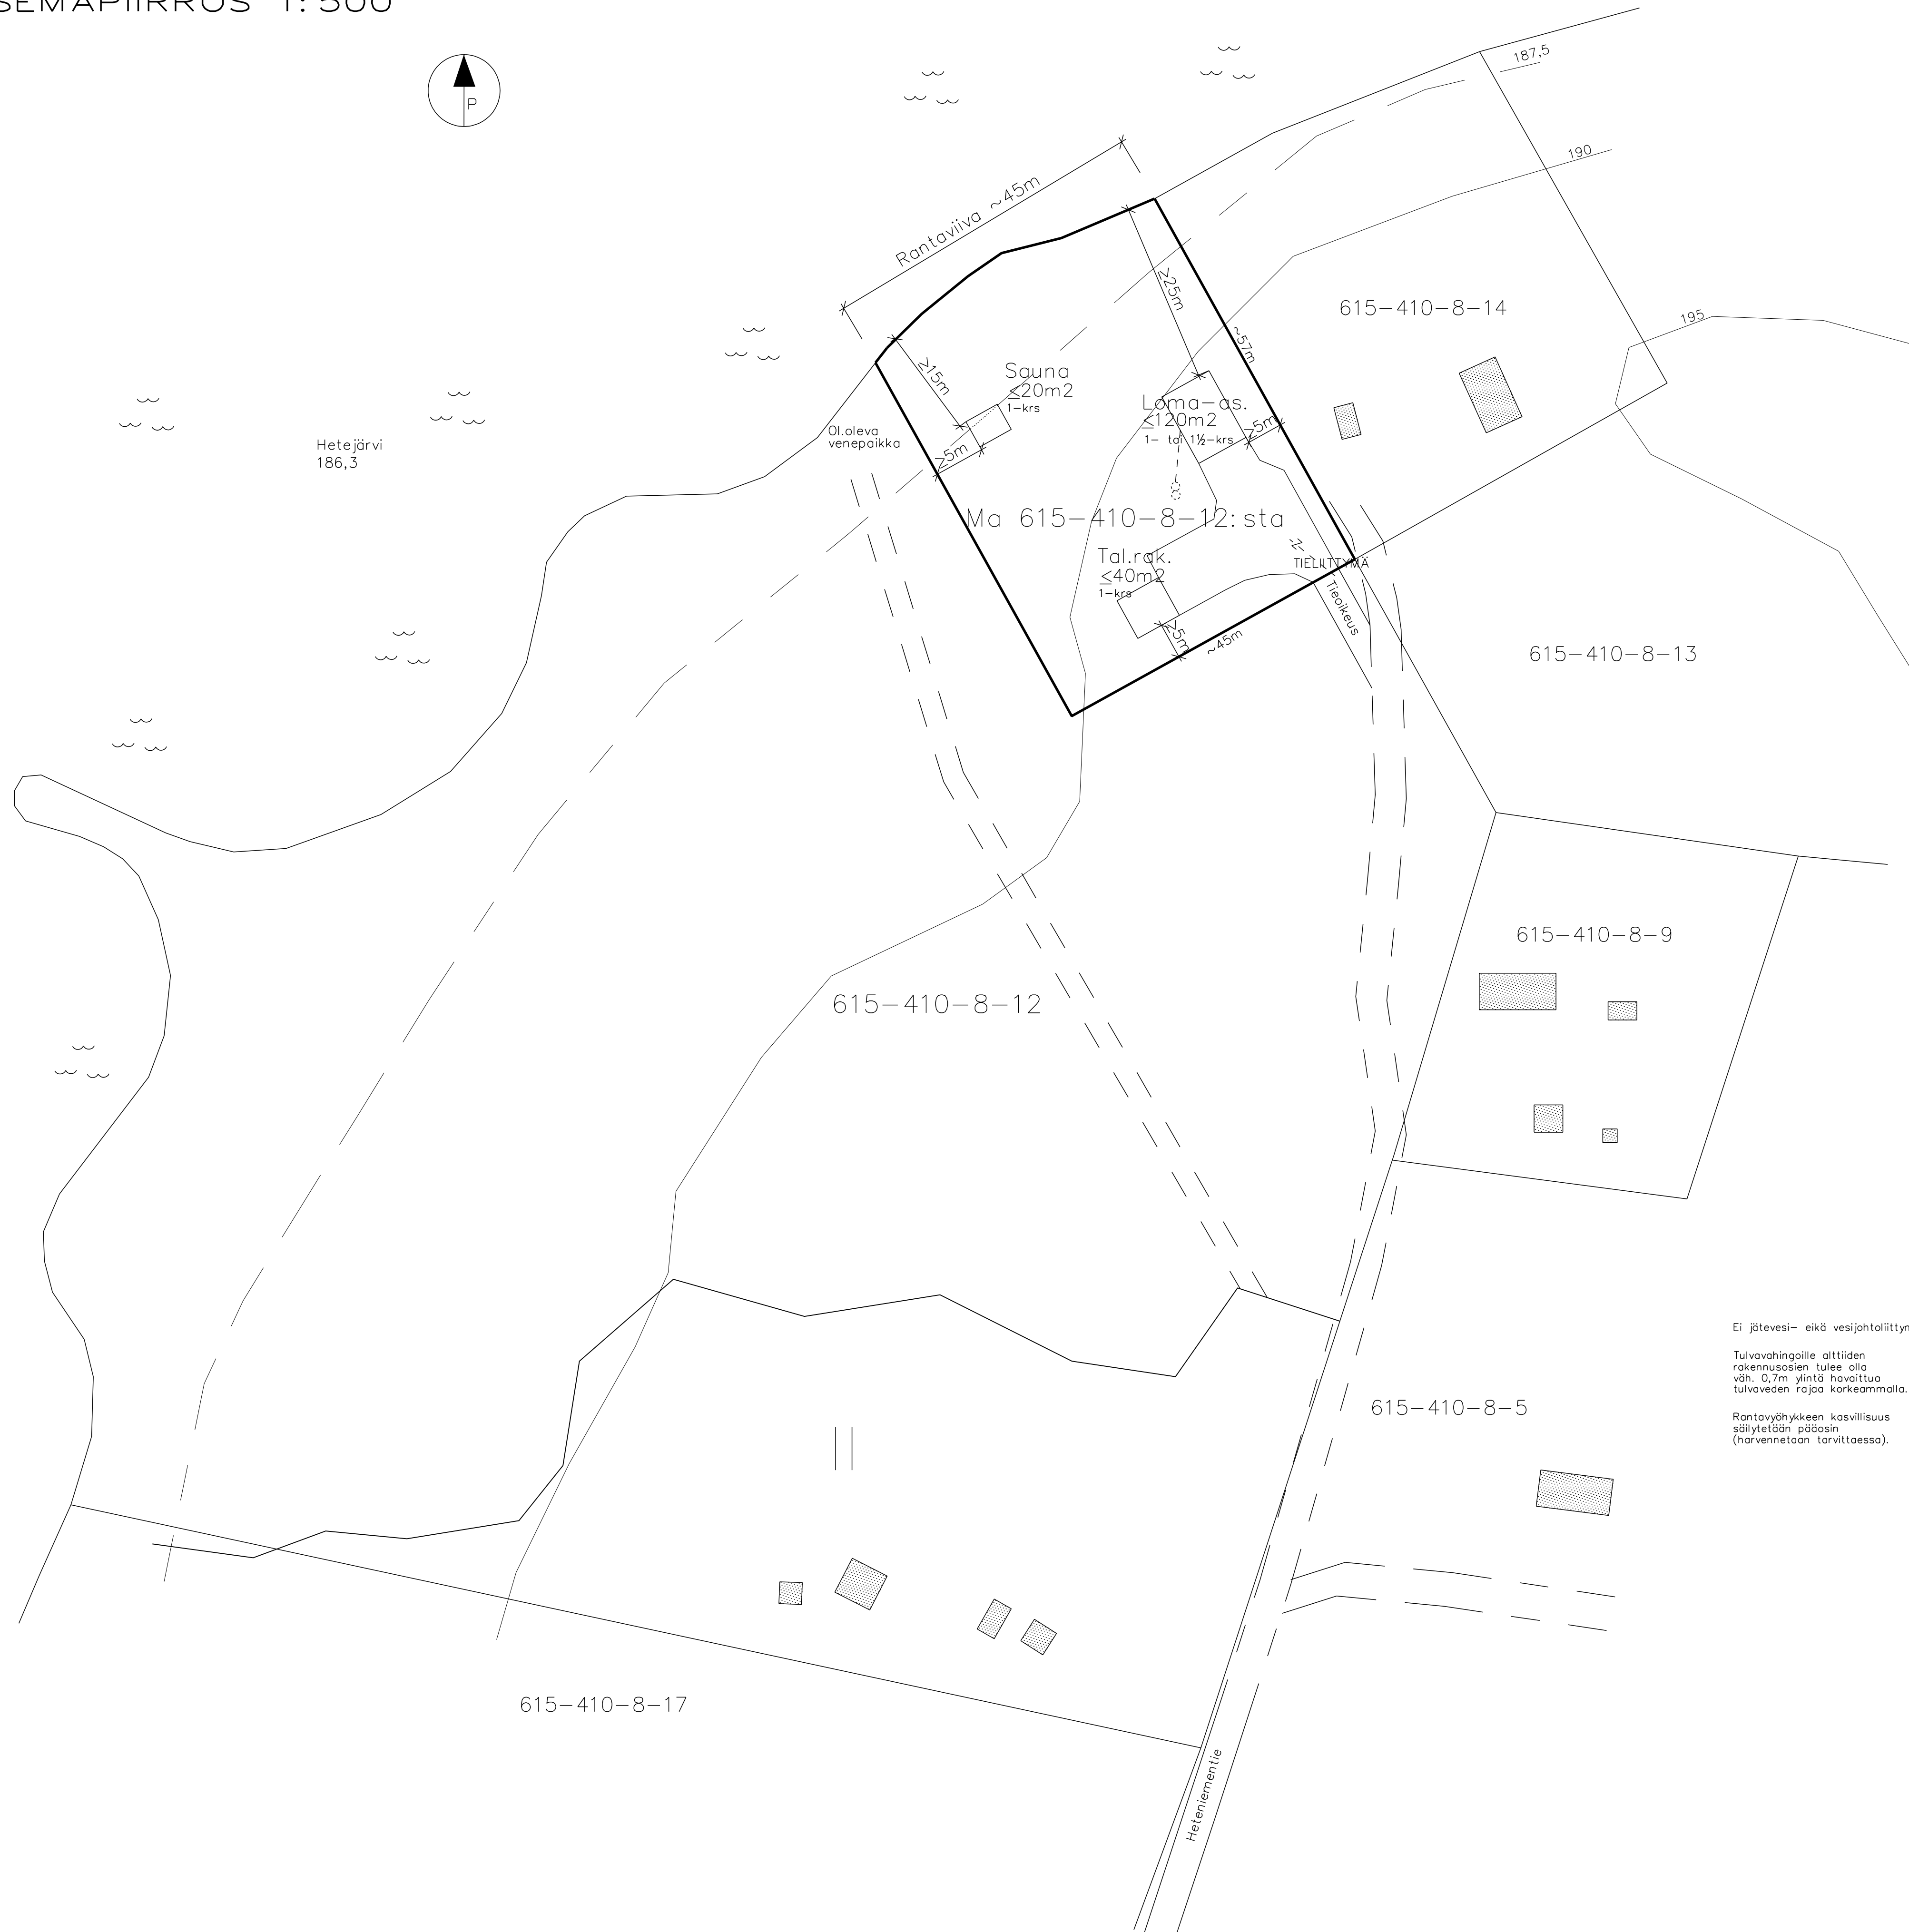 SEMAPIIRROS 1:500
P
187,5
190
195
Rantaviiva ~45m
≥25m
~57m
615-410-8-14
≥15m
Sauna
≤20m2
1-krs
Loma-as.
≤120m2
1- tai 1½-krs
≥5m
Ol.oleva
venepaikka
≥5m
Hetejärvi
186,3
Ma 615-410-8-12:sta
Tal.rak.
≤40m2
1-krs
TIELIITTYMÄ
Tieoikeus
≥5m
~45m
615-410-8-13
615-410-8-9
615-410-8-12
Ei jätevesi- eikä vesijohtoliittyn
Tulvavahingoille alttiiden
rakennusosien tulee olla
väh. 0,7m ylintä havaittua
tulvaveden rajaa korkeammalla.
Rantavyöhykkeen kasvillisuus
säilytetään pääosin
(harvennetaan tarvittaessa).
615-410-8-5
615-410-8-17
Heteniementie